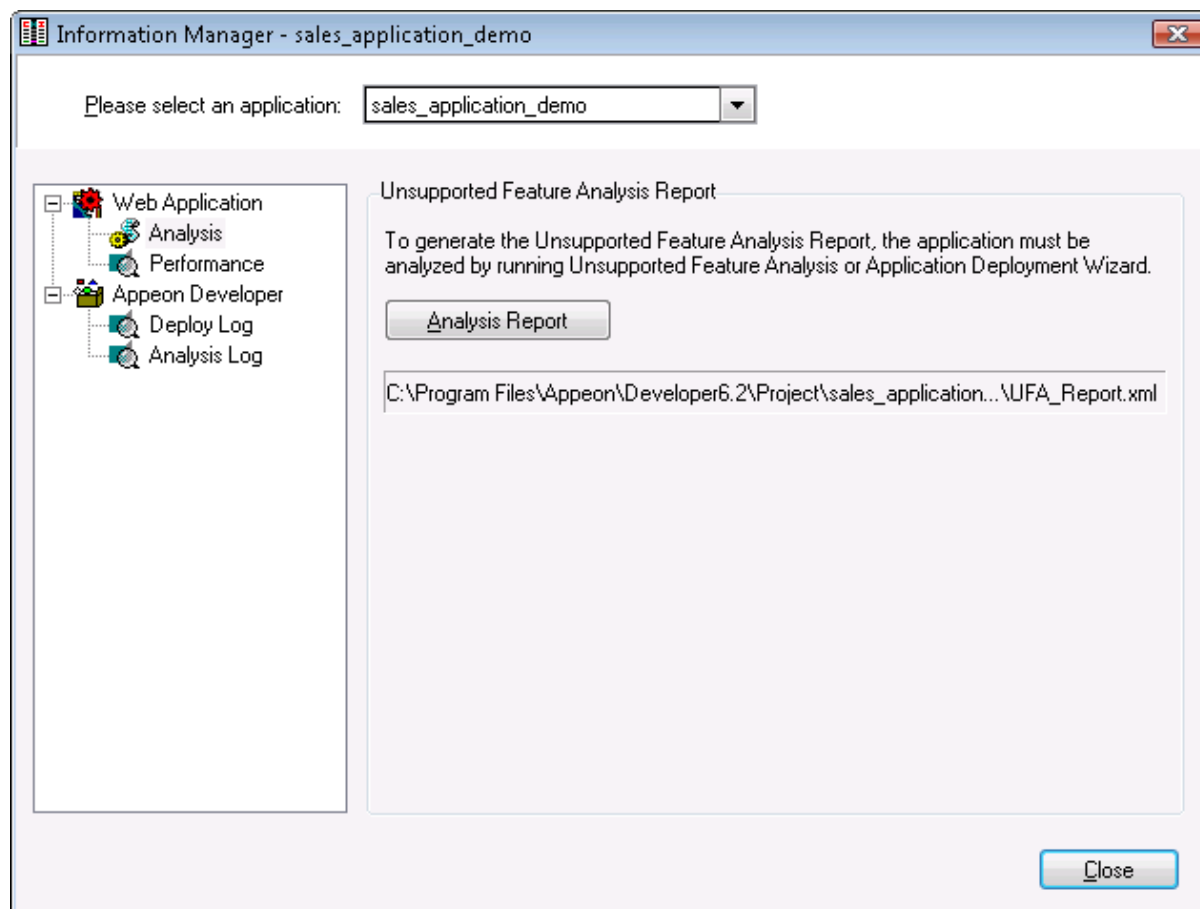 Information Manager - sales_application_demo
Please select an application: sales_application_demo
Web Application
Analysis
Performance
Appeon Developer
Deploy Log
Analysis Log
Unsupported Feature Analysis Report
To generate the Unsupported Feature Analysis Report, the application must be
analyzed by running Unsupported Feature Analysis or Application Deployment Wizard.
Analysis Report
C:\Program Files\Appeon\Developer6.2\Project\sales_application...\UFA_Report.xml
Close